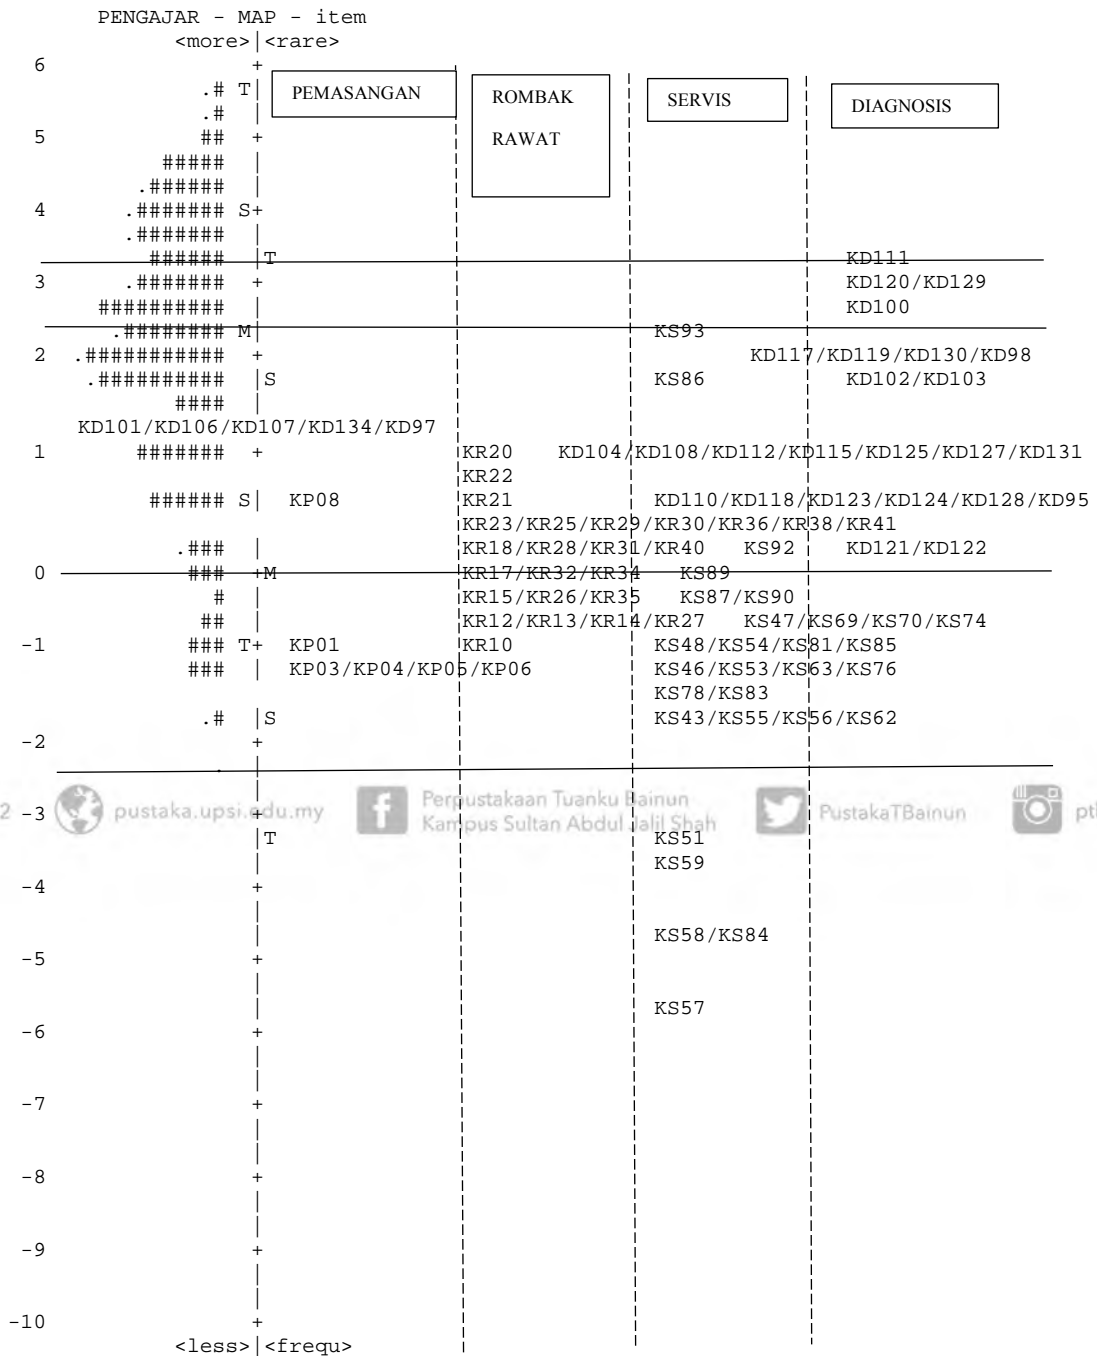 PENGAJAR - MAP - item
<more>|<rare>
6 +
.# T| PEMASANGAN ROMBAK SERVIS DIAGNOSIS
.# |
5 ## + RAWAT
##### |
.###### |
4 .####### S+
.####### |
###### |T KD111
3 .####### + KD120/KD129
########## | KD100
.######## M| KS93
2 .########### + KD117/KD119/KD130/KD98
.########## |S KS86 KD102/KD103
#### |
KD101/KD106/KD107/KD134/KD97
1 ####### + KR20 KD104/KD108/KD112/KD115/KD125/KD127/KD131
KR22
###### S| KP08 KR21 KD110/KD118/KD123/KD124/KD128/KD95
KR23/KR25/KR29/KR30/KR36/KR38/KR41
.### | KR18/KR28/KR31/KR40 KS92 KD121/KD122
0 ### +M KR17/KR32/KR34 KS89
# | KR15/KR26/KR35 KS87/KS90
## | KR12/KR13/KR14/KR27 KS47/KS69/KS70/KS74
-1 ### T+ KP01 KR10 KS48/KS54/KS81/KS85
### | KP03/KP04/KP05/KP06 KS46/KS53/KS63/KS76
KS78/KS83
.# |S KS43/KS55/KS56/KS62
-2 +
. |
2 -3 + pustaka.upsi.edu.my Perpustakaan Tuanku Bainun PustakaTBainun
Kampus Sultan Abdul Jalil Shah
|T KS51
| KS59
-4 +
|
| KS58/KS84
-5 +
|
| KS57
-6 +
|
|
-7 +
|
|
-8 +
|
|
-9 +
|
|
-10 +
<less>|<frequ>